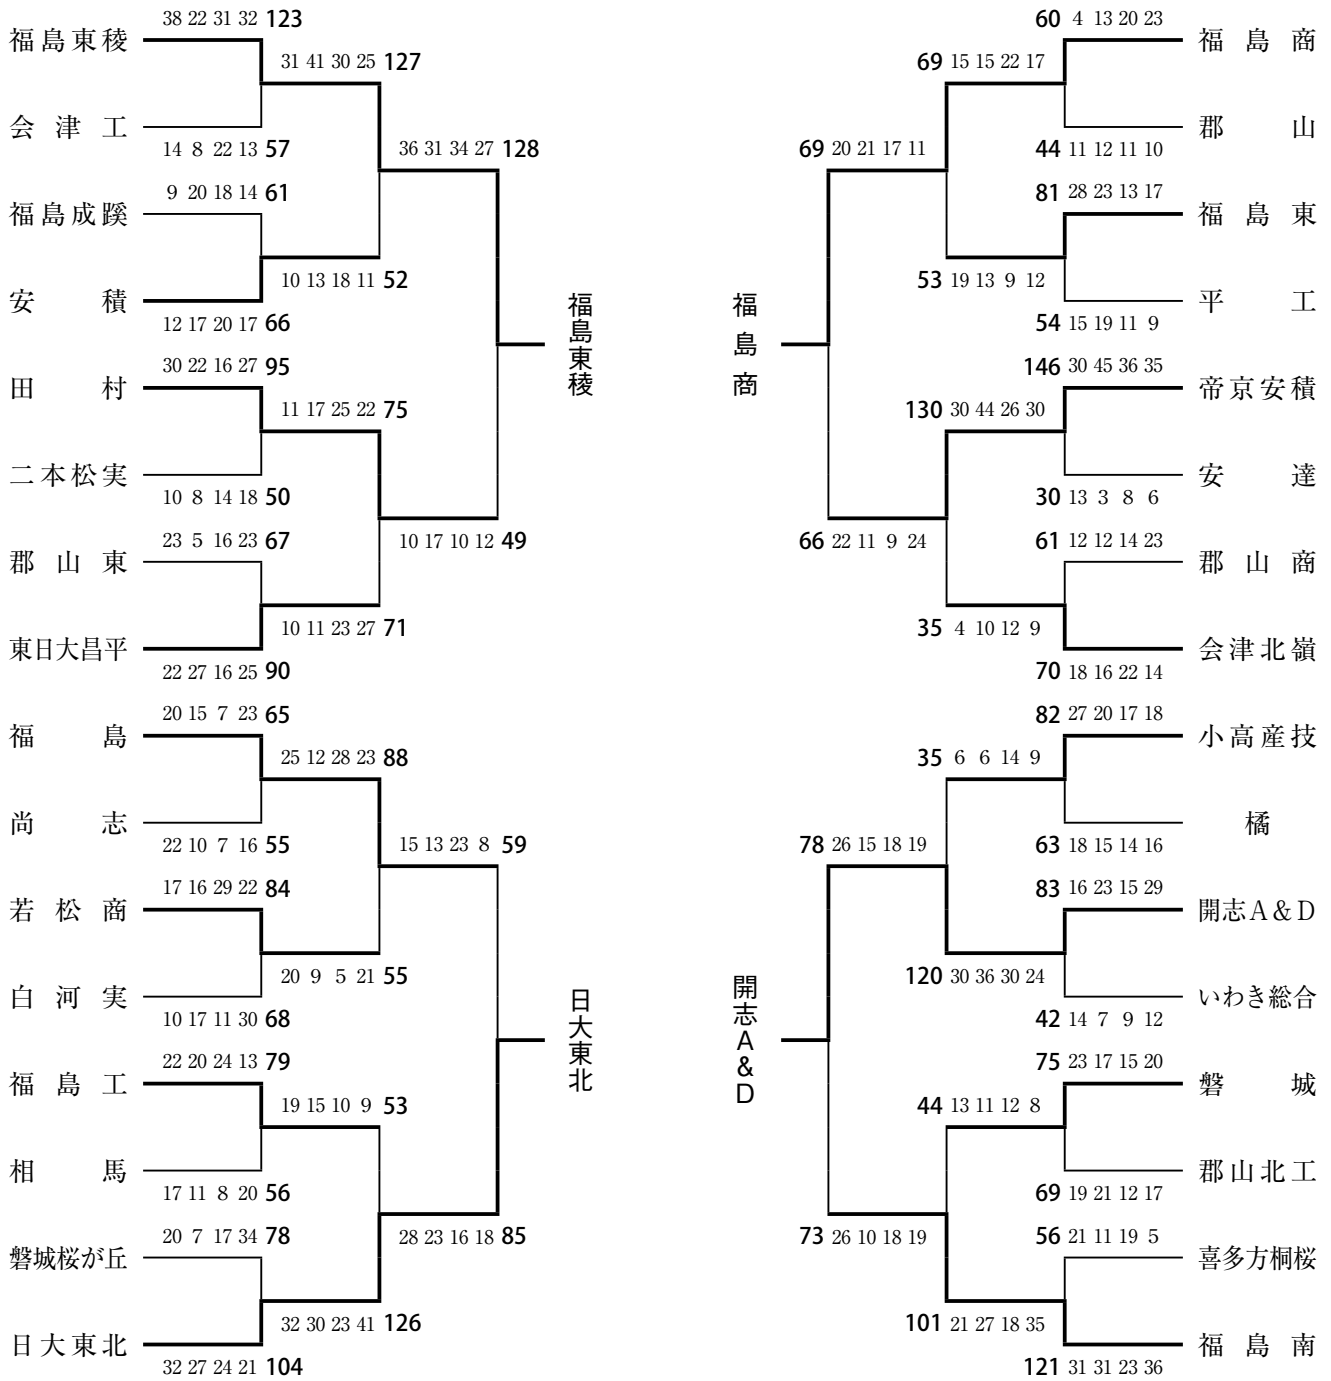 38 22 31 32 123
福島東稜
31 41 30 25 127
会津工
14 8 22 13 57
36 31 34 27 128
9 20 18 14 61
福島成蹊
10 13 18 11 52
安積
12 17 20 17 66
30 22 16 27 95
田村
11 17 25 22 75
二本松実
10 8 14 18 50
23 5 16 23 67
10 17 10 12 49
郡山東
10 11 23 27 71
東日大昌平
22 27 16 25 90
福島東稜
20 15 7 23 65
福島
25 12 28 23 88
尚志
22 10 7 16 55
15 13 23 8 59
17 16 29 22 84
若松商
20 9 5 21 55
白河実
10 17 11 30 68
22 20 24 13 79
福島工
19 15 10 9 53
相馬
17 11 8 20 56
20 7 17 34 78
28 23 16 18 85
磐城桜が丘
32 30 23 41 126
日大東北
32 27 24 21 104
日大東北
60 4 13 20 23
福島商
69 15 15 22 17
郡山
44 11 12 11 10
69 20 21 17 11
81 28 23 13 17
福島東
53 19 13 9 12
平工
54 15 19 11 9
福島商
146 30 45 36 35
帝京安積
130 30 44 26 30
安達
30 13 3 8 6
61 12 12 14 23
66 22 11 9 24
郡山商
35 4 10 12 9
会津北嶺
70 18 16 22 14
82 27 20 17 18
小高産技
35 6 6 14 9
橘
63 18 15 14 16
78 26 15 18 19
83 16 23 15 29
開志A&D
120 30 36 30 24
いわき総合
42 14 7 9 12
開志A&D
75 23 17 15 20
磐城
44 13 11 12 8
郡山北工
69 19 21 12 17
56 21 11 19 5
73 26 10 18 19
喜多方桐桜
101 21 27 18 35
福島南
121 31 31 23 36